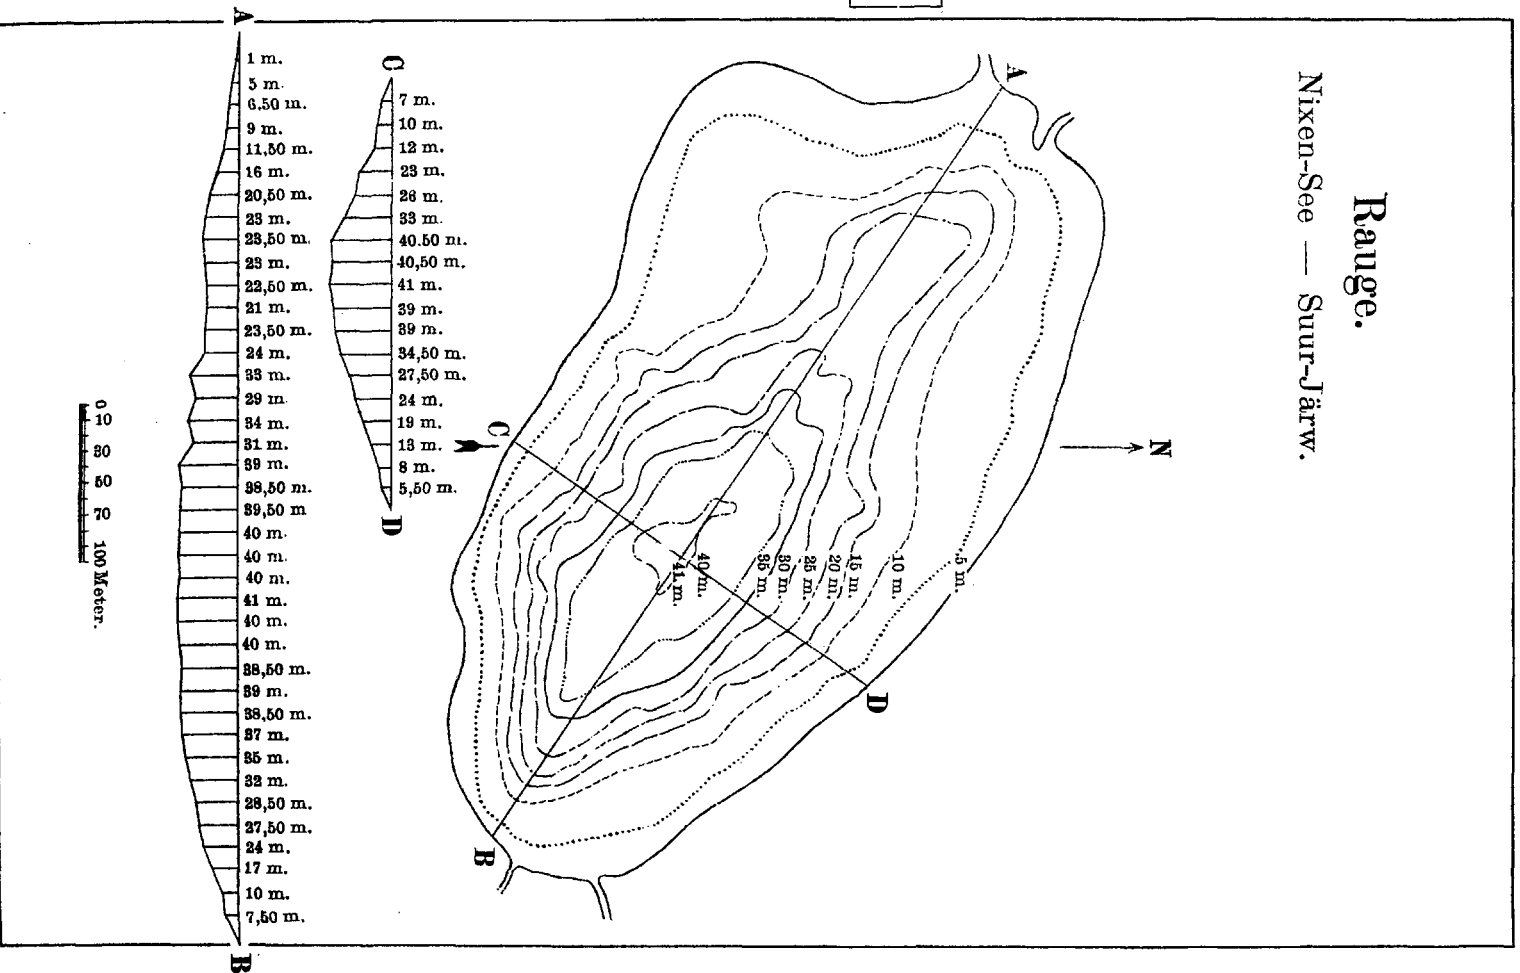 Rauge.
Nixen-See — Suur-Järw.
N
A
B
C
D
5 m.
10 m.
15 m.
20 m.
25 m.
30 m.
35 m.
40 m.
41 m.
C
7 m.
10 m.
12 m.
23 m.
26 m.
33 m.
40.50 m.
40,50 m.
41 m.
39 m.
39 m.
34,50 m.
27,50 m.
24 m.
19 m.
13 m.
8 m.
5,50 m.
D
A
1 m.
5 m.
6,50 m.
9 m.
11,50 m.
16 m.
20,50 m.
23 m.
23,50 m.
23 m.
22,50 m.
21 m.
23,50 m.
24 m.
33 m.
29 m.
34 m.
31 m.
39 m.
38,50 m.
39,50 m
40 m.
40 m.
40 m.
41 m.
40 m.
40 m.
38,50 m.
39 m.
38,50 m.
37 m.
35 m.
32 m.
28,50 m.
27,50 m.
24 m.
17 m.
10 m.
7,50 m.
B
0 10 30 50 70 100 Meter.